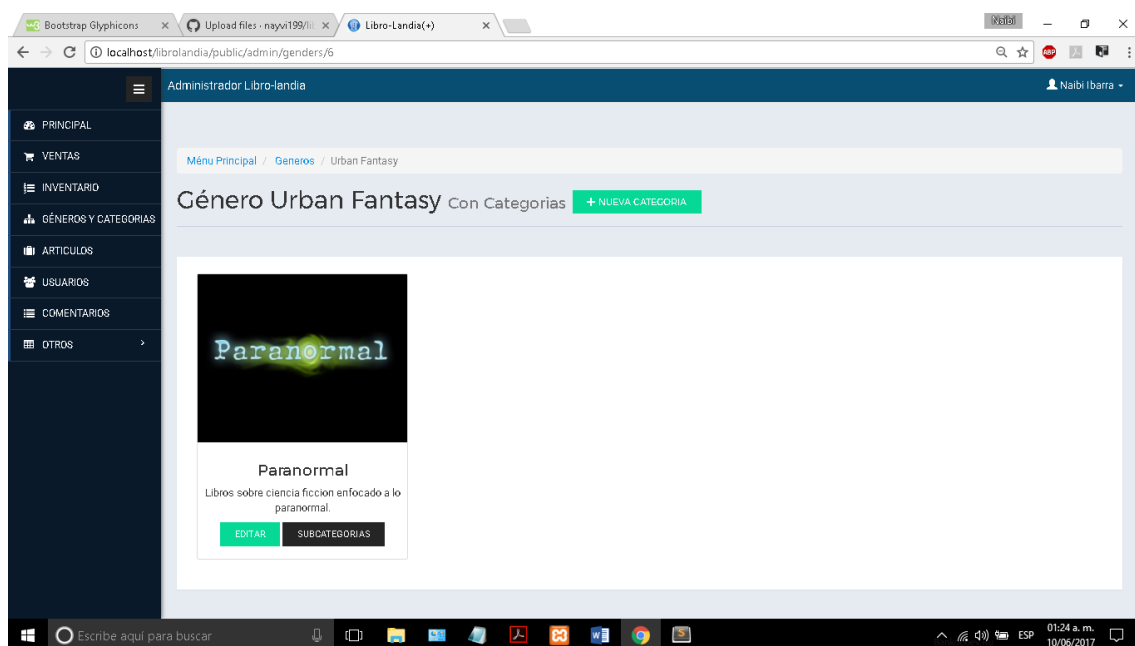 Bootstrap Glyphicons
Upload files · nayvi199/li
Libro-Landia(+)
Naibi
localhost/librolandia/public/admin/genders/6
ABP
Administrador Libro-landia
Naibi Ibarra
PRINCIPAL
VENTAS
INVENTARIO
GÉNEROS Y CATEGORIAS
ARTICULOS
USUARIOS
COMENTARIOS
OTROS
Ménu Principal / Generos / Urban Fantasy
Género Urban Fantasy Con Categorias + NUEVA CATEGORIA
Paranormal
Paranormal
Libros sobre ciencia ficcion enfocado a lo
paranormal.
EDITAR
SUBCATEGORIAS
Escribe aquí para buscar
ESP
01:24 a. m.
10/06/2017